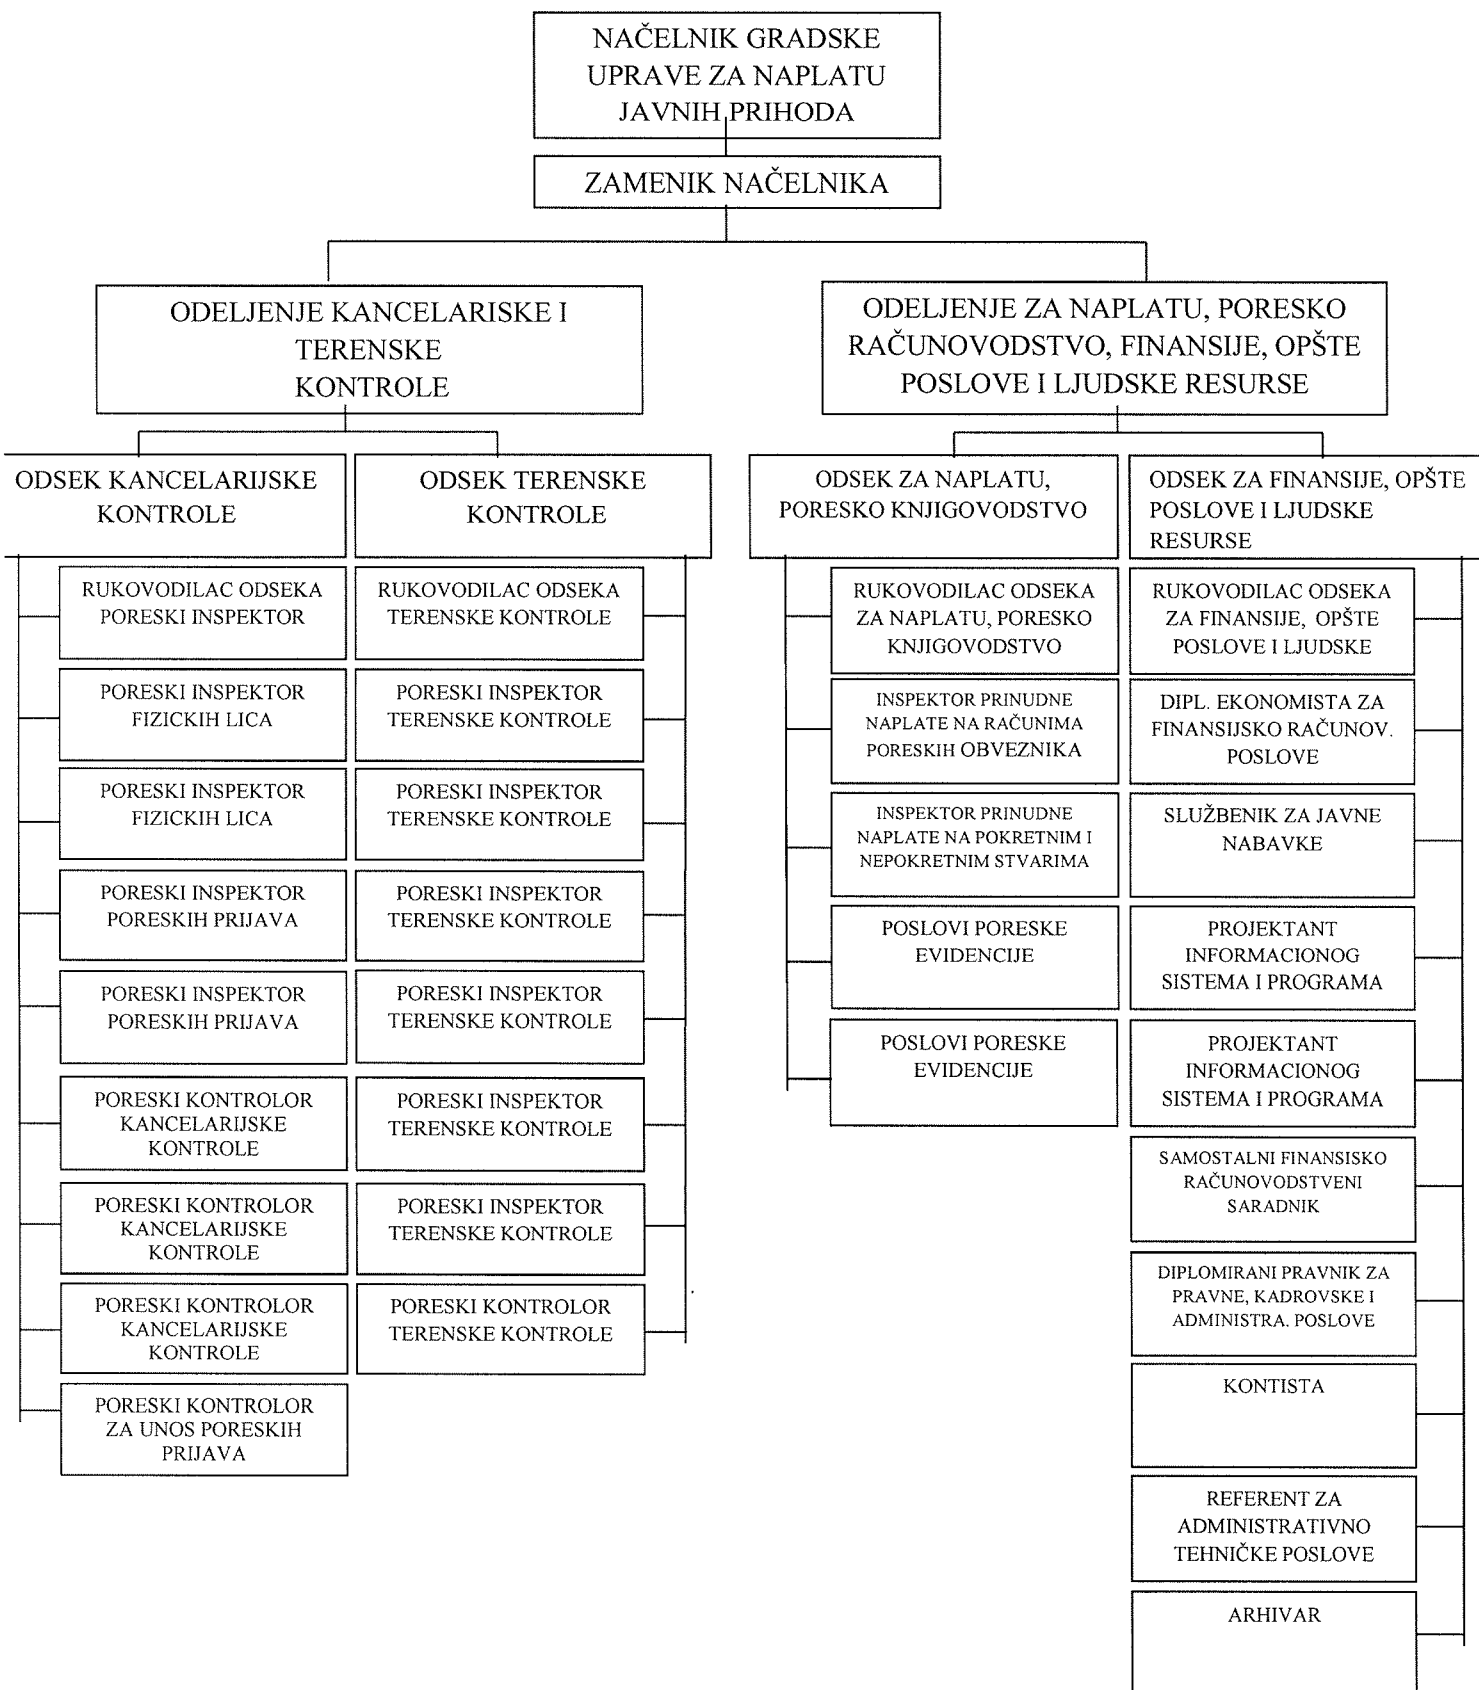 NAČELNIK GRADSKE
UPRAVE ZA NAPLATU
JAVNIH PRIHODA
ZAMENIK NAČELNIKA
ODELJENJE KANCELARISKE I
TERENSKE
KONTROLE
ODELJENJE ZA NAPLATU, PORESKO
RAČUNOVODSTVO, FINANSIJE, OPŠTE
POSLOVE I LJUDSKE RESURSE
ODSEK KANCELARIJSKE
KONTROLE
RUKOVODILAC ODSEKA
PORESKI INSPEKTOR
PORESKI INSPEKTOR
FIZICKIH LICA
PORESKI INSPEKTOR
FIZICKIH LICA
PORESKI INSPEKTOR
PORESKIH PRIJAVA
PORESKI INSPEKTOR
PORESKIH PRIJAVA
PORESKI KONTROLOR
KANCELARIJSKE
KONTROLE
PORESKI KONTROLOR
KANCELARIJSKE
KONTROLE
PORESKI KONTROLOR
KANCELARIJSKE
KONTROLE
PORESKI KONTROLOR
ZA UNOS PORESKIH
PRIJAVA
ODSEK TERENSKE
KONTROLE
RUKOVODILAC ODSEKA
TERENSKE KONTROLE
PORESKI INSPEKTOR
TERENSKE KONTROLE
PORESKI INSPEKTOR
TERENSKE KONTROLE
PORESKI INSPEKTOR
TERENSKE KONTROLE
PORESKI INSPEKTOR
TERENSKE KONTROLE
PORESKI INSPEKTOR
TERENSKE KONTROLE
PORESKI INSPEKTOR
TERENSKE KONTROLE
PORESKI KONTROLOR
TERENSKE KONTROLE
ODSEK ZA NAPLATU,
PORESKO KNJIGOVODSTVO
RUKOVODILAC ODSEKA
ZA NAPLATU, PORESKO
KNJIGOVODSTVO
INSPEKTOR PRINUDNE
NAPLATE NA RAČUNIMA
PORESKIH OBVEZNIKA
INSPEKTOR PRINUDNE
NAPLATE NA POKRETNIM I
NEPOKRETNIM STVARIMA
POSLOVI PORESKE
EVIDENCIJE
POSLOVI PORESKE
EVIDENCIJE
ODSEK ZA FINANSIJE, OPŠTE
POSLOVE I LJUDSKE
RESURSE
RUKOVODILAC ODSEKA
ZA FINANSIJE, OPŠTE
POSLOVE I LJUDSKE
DIPL. EKONOMISTA ZA
FINANSIJSKO RAČUNOV.
POSLOVE
SLUŽBENIK ZA JAVNE
NABAVKE
PROJEKTANT
INFORMACIONOG
SISTEMA I PROGRAMA
PROJEKTANT
INFORMACIONOG
SISTEMA I PROGRAMA
SAMOSTALNI FINANSISKO
RAČUNOVODSTVENI
SARADNIK
DIPLOMIRANI PRAVNIK ZA
PRAVNE, KADROVSKE I
ADMINISTRA. POSLOVE
KONTISTA
REFERENT ZA
ADMINISTRATIVNO
TEHNIČKE POSLOVE
ARHIVAR